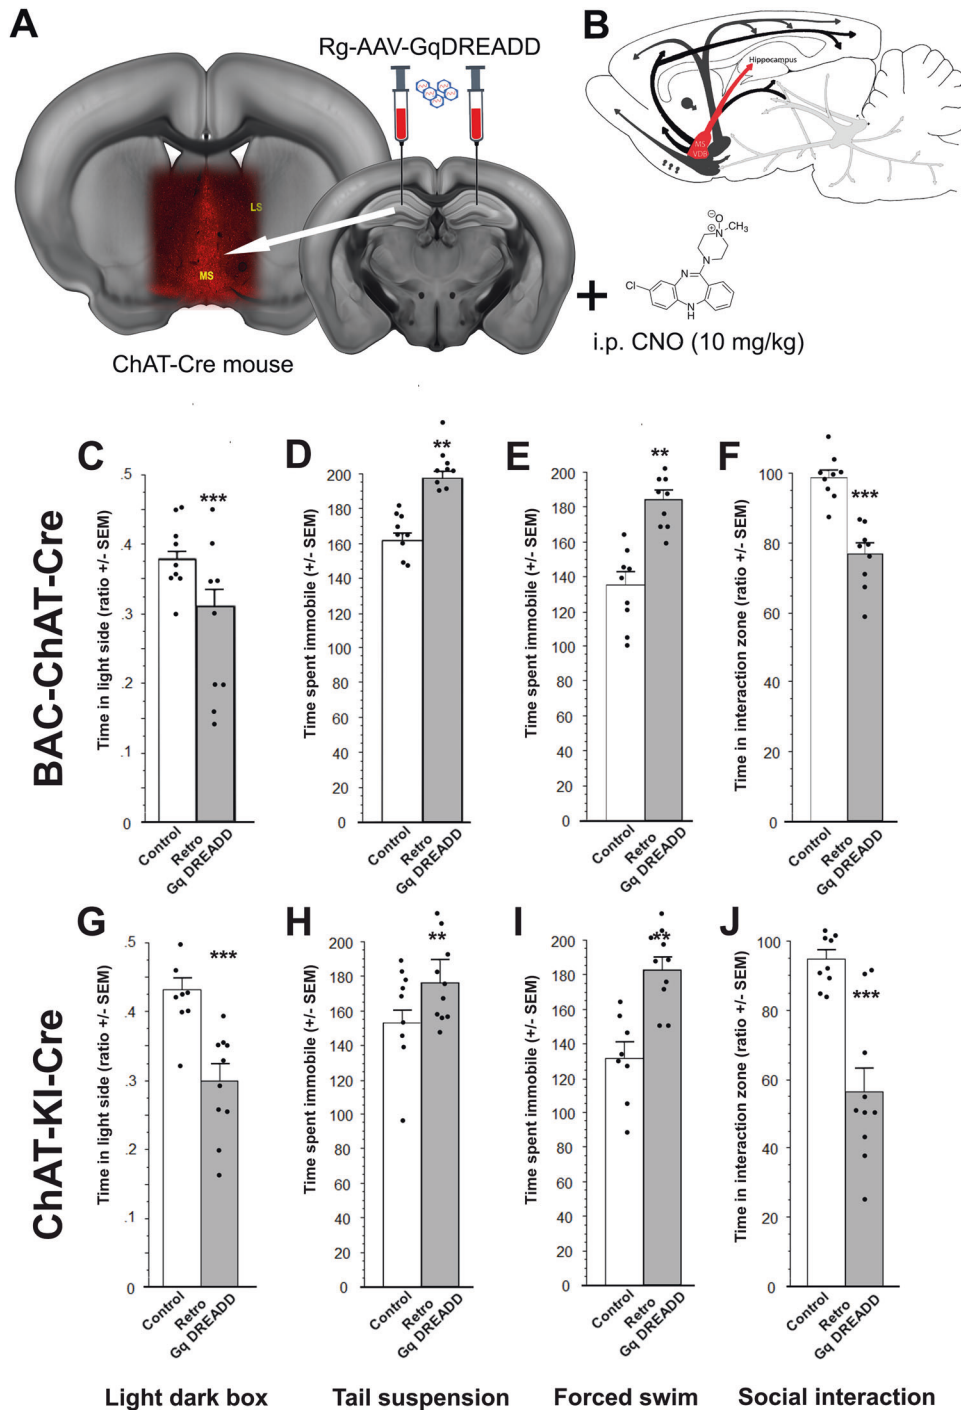 A
Rg-AAV-GqDREADD
LS
MS
ChAT-Cre mouse
B
Hippocampus
MS
VDB
+
O
N
CH₃
N
N
Cl
N
H
i.p. CNO (10 mg/kg)
BAC-ChAT-Cre
C
Time in light side (ratio +/- SEM)
.5
.4
.3
.2
.1
0
***
Control
Retro
Gq DREADD
D
Time spent immobile (+/- SEM)
200
180
160
140
120
100
80
60
40
20
0
**
Control
Retro
Gq DREADD
E
Time spent immobile (+/- SEM)
200
180
160
140
120
100
80
60
40
20
0
**
Control
Retro
Gq DREADD
F
Time in interaction zone (ratio +/- SEM)
100
80
60
40
20
0
***
Control
Retro
Gq DREADD
ChAT-KI-Cre
G
Time in light side (ratio +/- SEM)
.5
.4
.3
.2
.1
0
***
Control
Retro
Gq DREADD
H
Time spent immobile (+/- SEM)
200
180
160
140
120
100
80
60
40
20
0
**
Control
Retro
Gq DREADD
I
Time spent immobile (+/- SEM)
200
180
160
140
120
100
80
60
40
20
0
**
Control
Retro
Gq DREADD
J
Time in interaction zone (ratio +/- SEM)
100
80
60
40
20
0
***
Control
Retro
Gq DREADD
Light dark box
Tail suspension
Forced swim
Social interaction